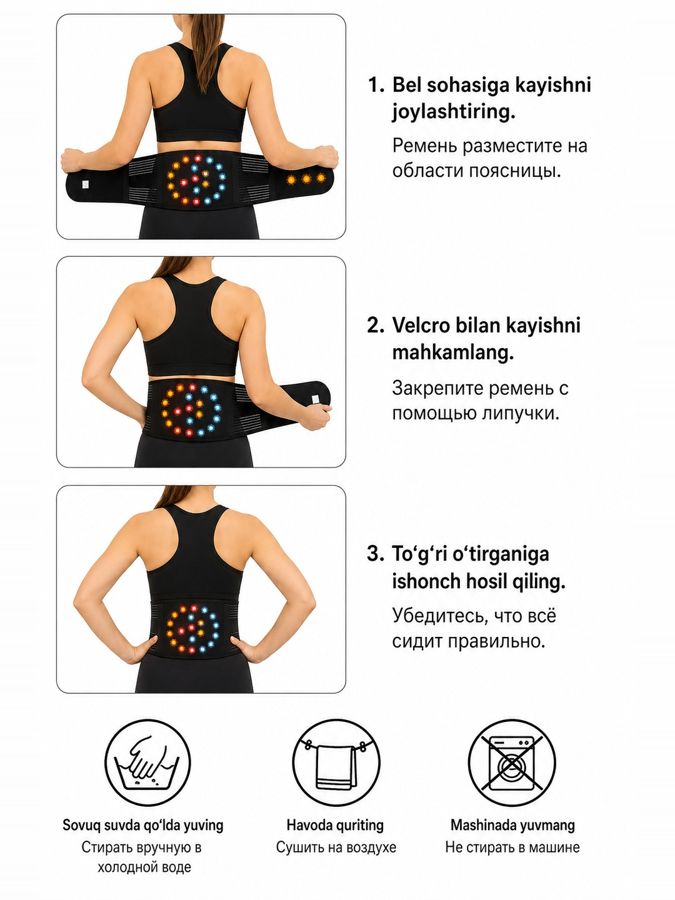 1. Bel sohasiga kayishni
joylashtiring.
Ремень разместите на
области поясницы.
2. Velcro bilan kayishni
mahkamlang.
Закрепите ремень с
помощью липучки.
3. To‘g‘ri o‘tirganiga
ishonch hosil qiling.
Убедитесь, что всё
сидит правильно.
Sovuq suvda qo‘lda yuving
Стирать вручную в
холодной воде
Havoda quriting
Сушить на воздухе
Mashinada yuvmang
Не стирать в машине